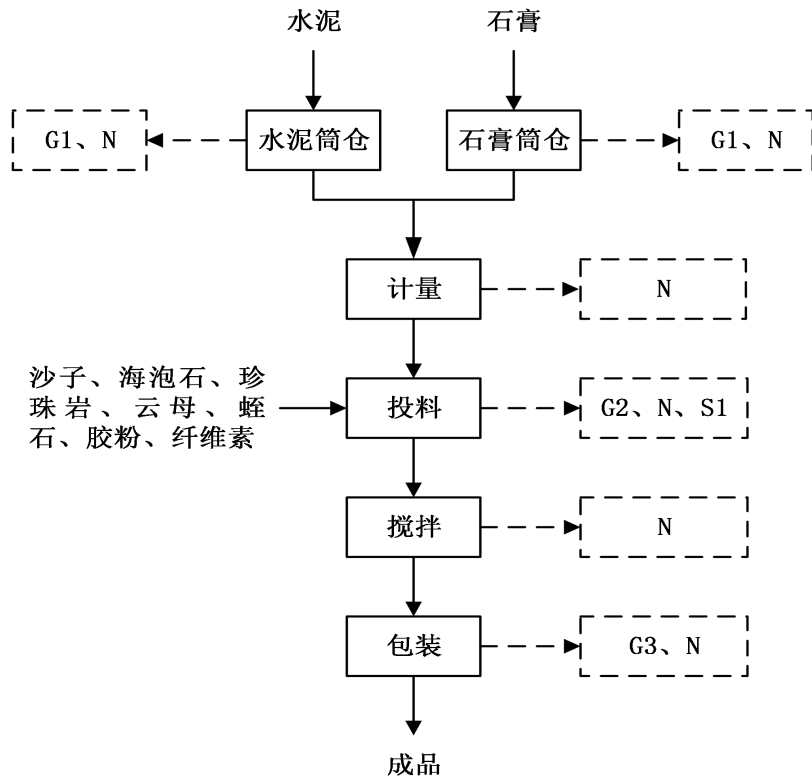 水泥
石膏
G1、N
水泥筒仓
石膏筒仓
G1、N
计量
N
沙子、海泡石、珍
珠岩、云母、蛭
石、胶粉、纤维素
投料
G2、N、S1
搅拌
N
包装
G3、N
成品